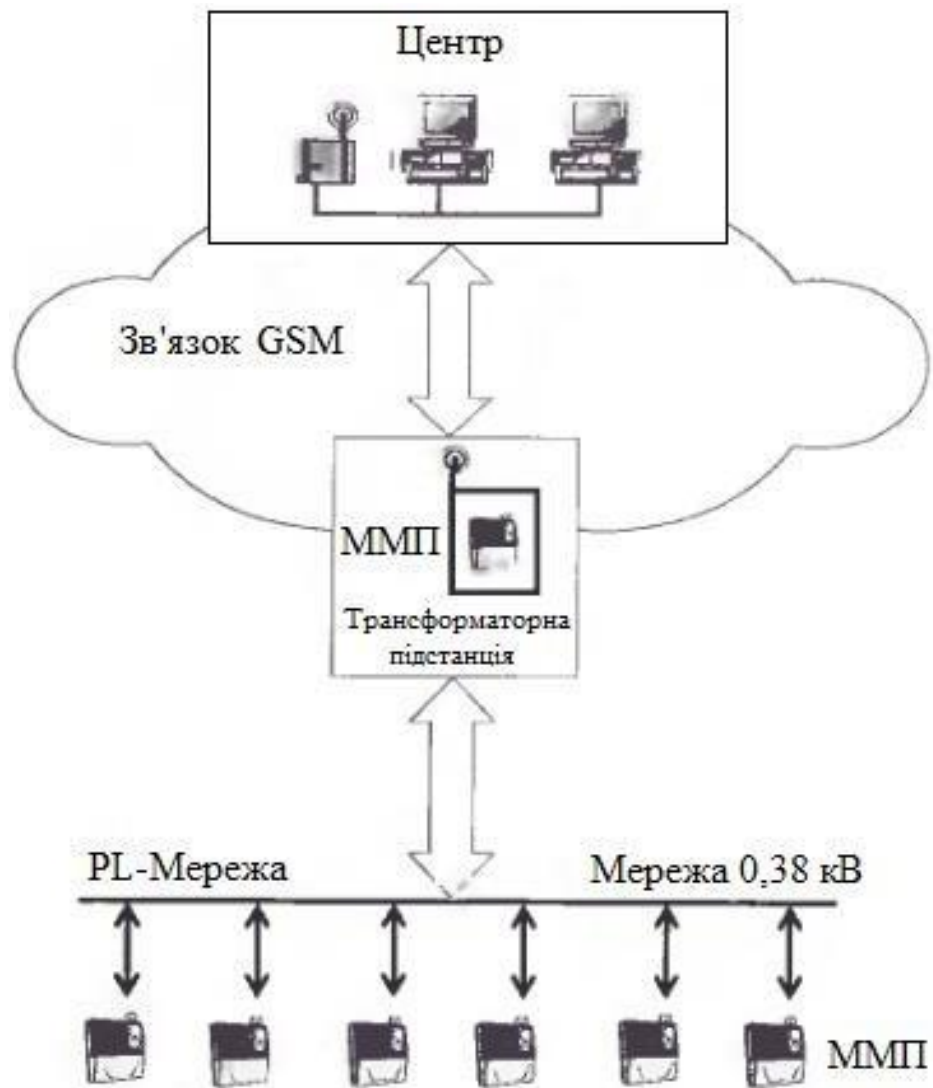 Центр
Зв'язок GSM
ММП
Трансформаторна
підстанція
PL-Мережа
Мережа 0,38 кВ
ММП